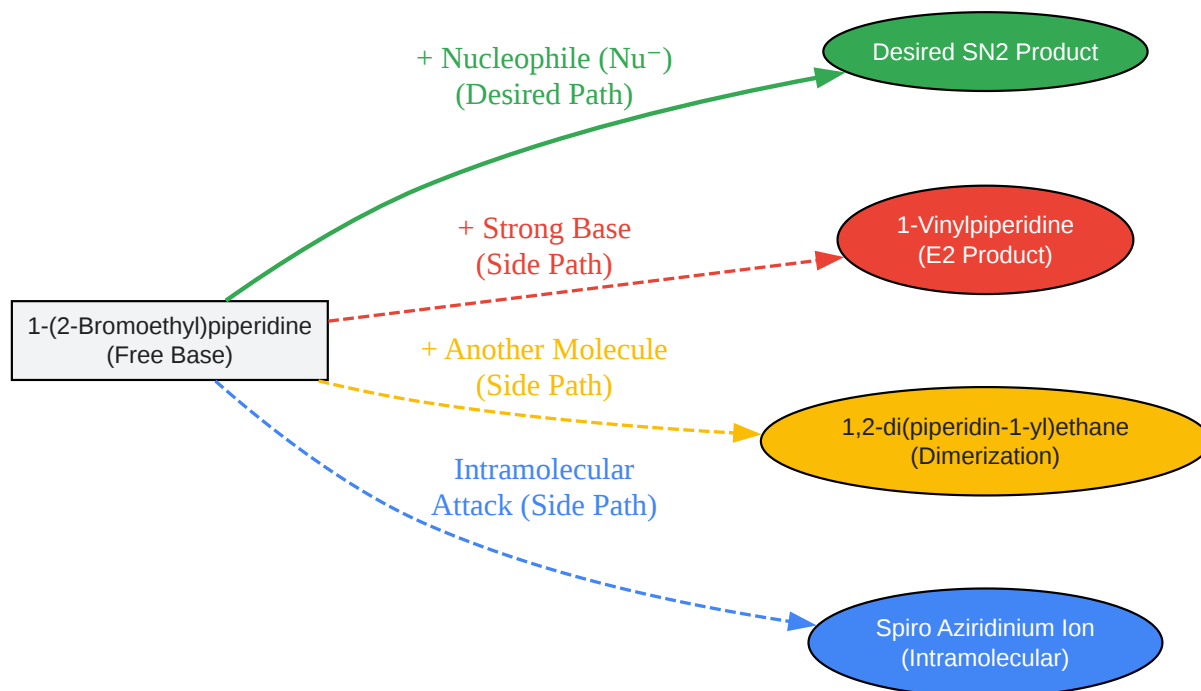 + Nucleophile (Nu⁻)
(Desired Path)
Desired SN2 Product
+ Strong Base
(Side Path)
1-Vinylpiperidine
(E2 Product)
1-(2-Bromoethyl)piperidine
(Free Base)
+ Another Molecule
(Side Path)
1,2-di(piperidin-1-yl)ethane
(Dimerization)
Intramolecular
Attack (Side Path)
Spiro Aziridinium Ion
(Intramolecular)